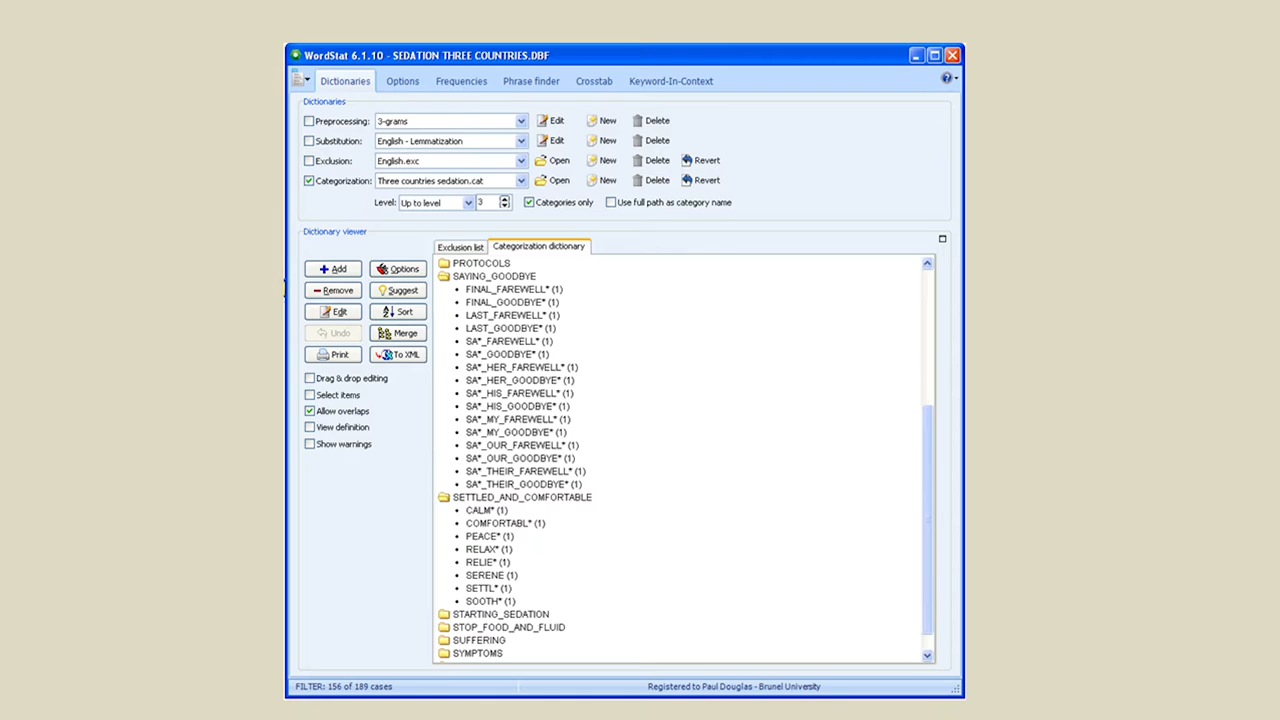 WordStat 6.1.10 - SEDATION THREE COUNTRIES.DBF
Dictionaries Options Frequencies Phrase finder Crosstab Keyword-In-Context
Dictionaries
Preprocessing: 3-grams Edit New Delete
Substitution: English - Lemmatization Edit New Delete
Exclusion: English.exc Open New Delete Revert
Categorization: Three countries sedation.cat Open New Delete Revert
Level: Up to level 3 Categories only Use full path as category name
Dictionary viewer
Exclusion list Categorization dictionary
Add Options
Remove Suggest
Edit Sort
Undo Merge
Print To XML
Drag & drop editing
Select items
Allow overlaps
View definition
Show warnings
PROTOCOLS
SAYING_GOODBYE
• FINAL_FAREWELL* (1)
• FINAL_GOODBYE* (1)
• LAST_FAREWELL* (1)
• LAST_GOODBYE* (1)
• SA*_FAREWELL* (1)
• SA*_GOODBYE* (1)
• SA*_HER_FAREWELL* (1)
• SA*_HER_GOODBYE* (1)
• SA*_HIS_FAREWELL* (1)
• SA*_HIS_GOODBYE* (1)
• SA*_MY_FAREWELL* (1)
• SA*_MY_GOODBYE* (1)
• SA*_OUR_FAREWELL* (1)
• SA*_OUR_GOODBYE* (1)
• SA*_THEIR_FAREWELL* (1)
• SA*_THEIR_GOODBYE* (1)
SETTLED_AND_COMFORTABLE
• CALM* (1)
• COMFORTABL* (1)
• PEACE* (1)
• RELAX* (1)
• RELIE* (1)
• SERENE (1)
• SETTL* (1)
• SOOTH* (1)
STARTING_SEDATION
STOP_FOOD_AND_FLUID
SUFFERING
SYMPTOMS
FILTER: 156 of 189 cases Registered to Paul Douglas - Brunel University